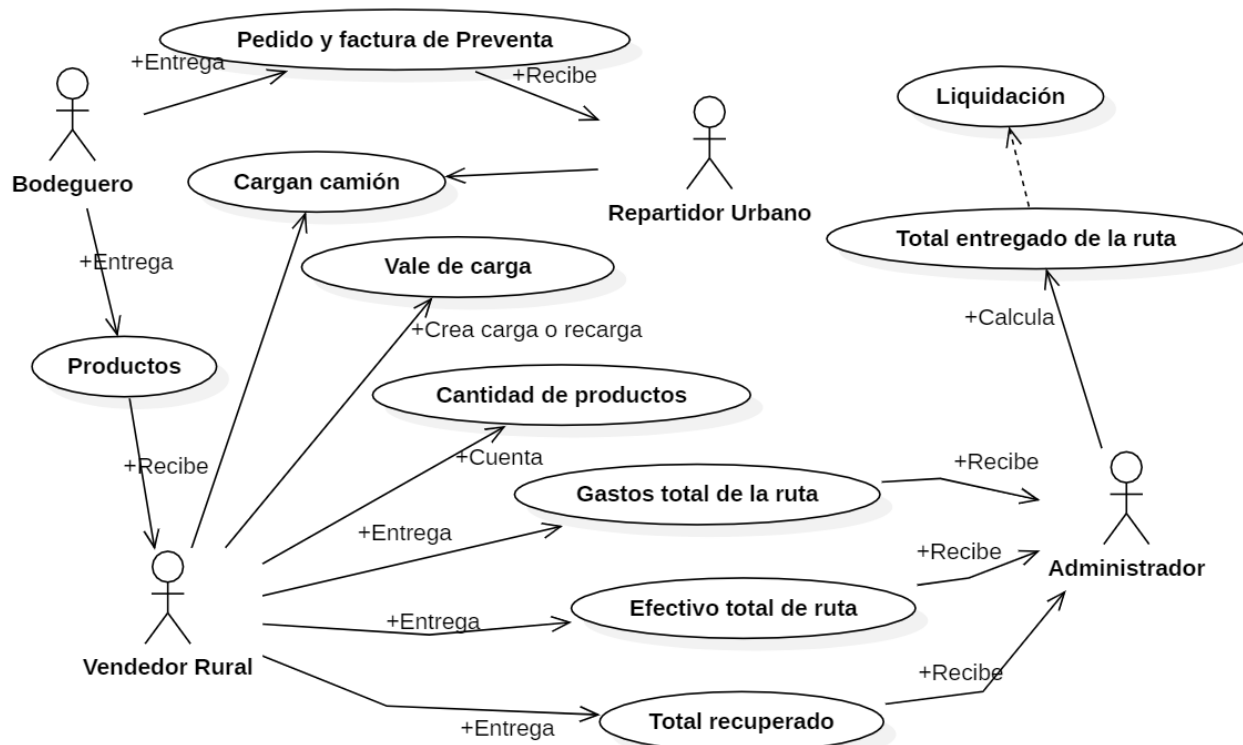 Pedido y factura de Preventa
+Entrega
+Recibe
Liquidación
Bodeguero
Cargan camión
Repartidor Urbano
Total entregado de la ruta
+Entrega
Vale de carga
+Calcula
+Crea carga o recarga
Productos
Cantidad de productos
+Recibe
+Cuenta
+Recibe
Gastos total de la ruta
+Entrega
+Recibe
Administrador
Efectivo total de ruta
+Entrega
Vendedor Rural
+Recibe
Total recuperado
+Entrega